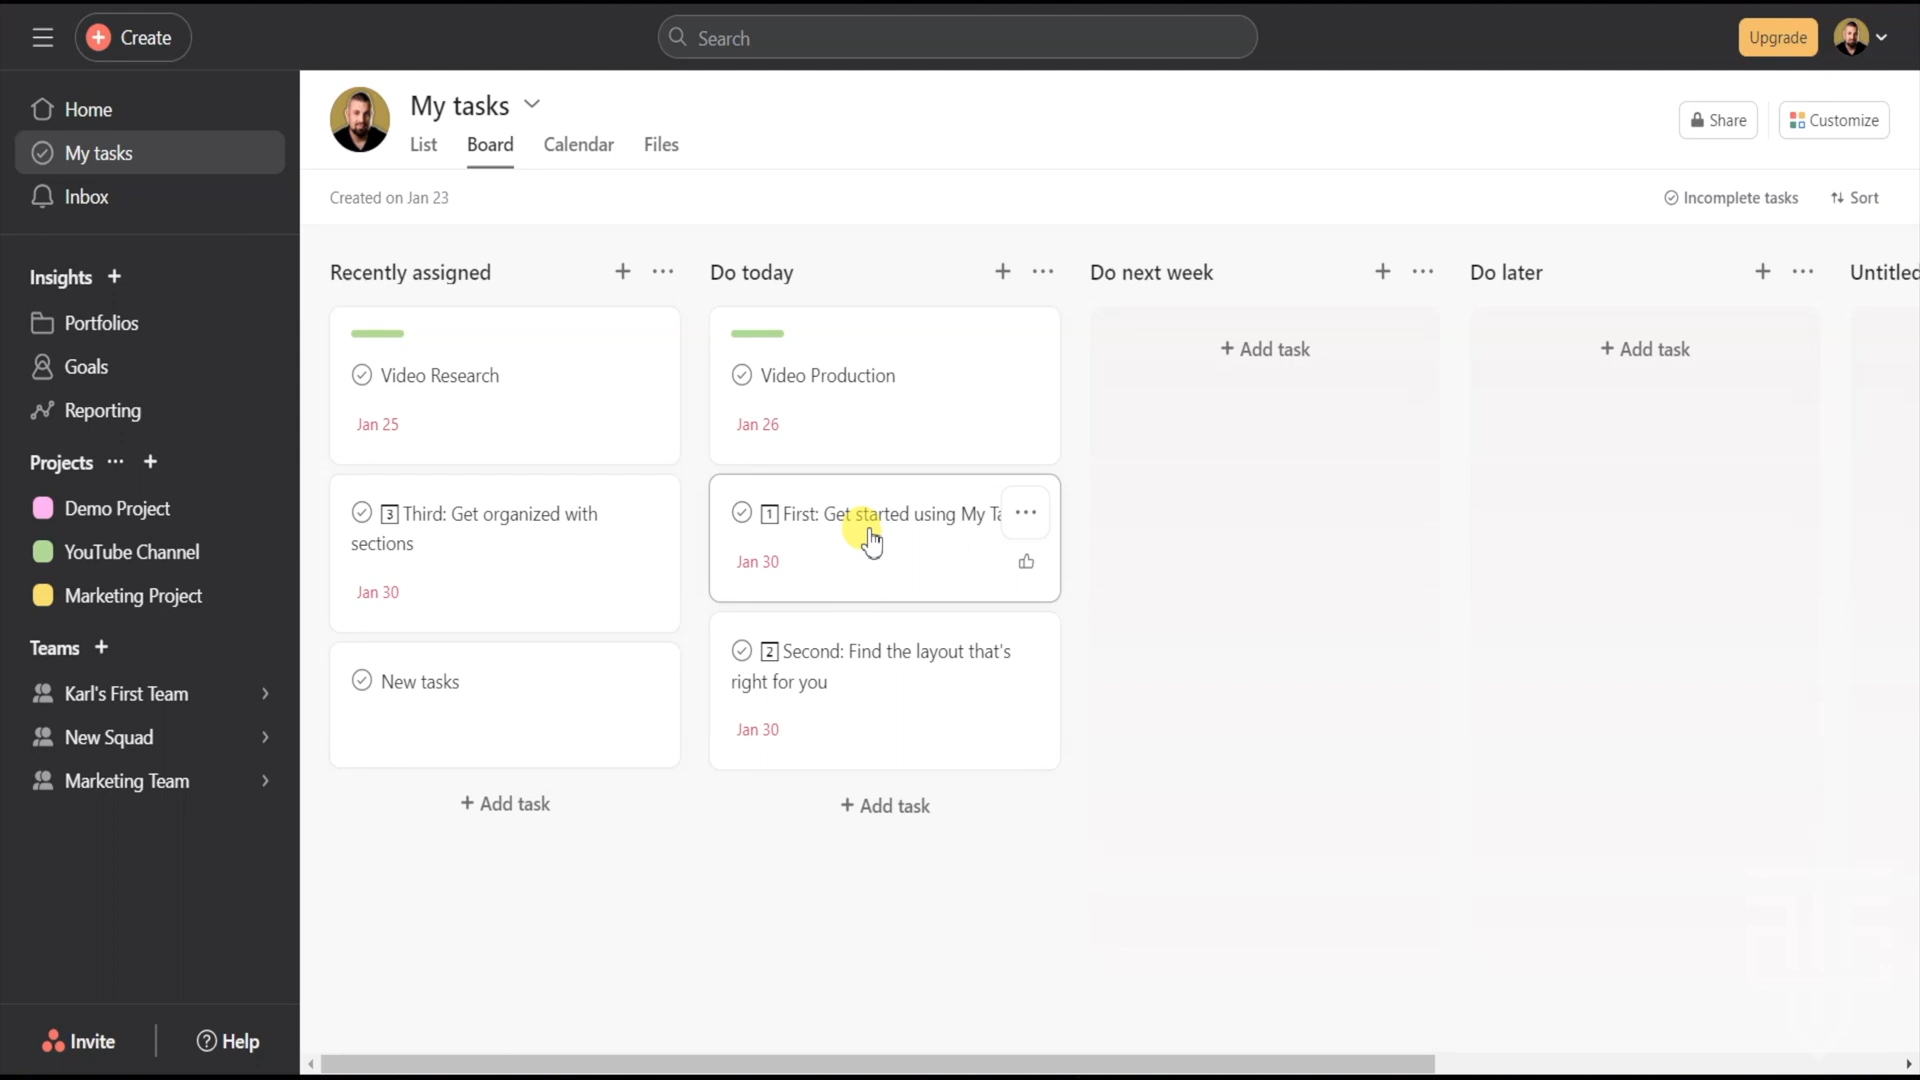 Create
Search
Upgrade
Home
My tasks
Inbox
Insights +
Portfolios
Goals
Reporting
Projects ... +
Demo Project
YouTube Channel
Marketing Project
Teams +
Karl's First Team
New Squad
Marketing Team
Invite
? Help
My tasks
List Board Calendar Files
Share
Customize
Created on Jan 23
Incomplete tasks
Sort
Recently assigned + ...
Video Research
Jan 25
3 Third: Get organized with
sections
Jan 30
New tasks
+ Add task
Do today + ...
Video Production
Jan 26
1 First: Get started using My Ta
...
Jan 30
2 Second: Find the layout that's
right for you
Jan 30
+ Add task
Do next week + ...
+ Add task
Do later + ...
+ Add task
Untitled